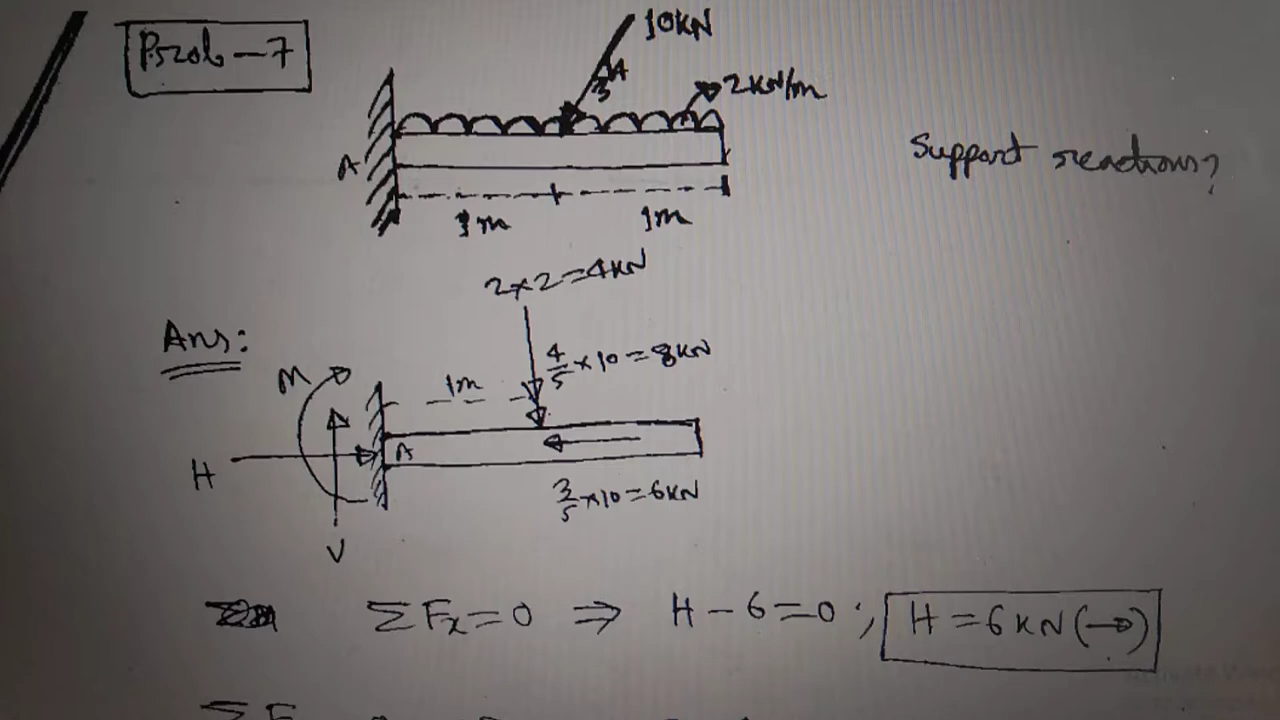 Prob-7
10KN
4
3
2KN/m
A
Support reactions?
1m
1m
2×2=4KN
Ans:
4/5 ×10=8KN
M
1m
H
A
3/5 ×10=6KN
V
ΣFx=0 ⇒ H-6=0; H=6KN(→)
ΣF